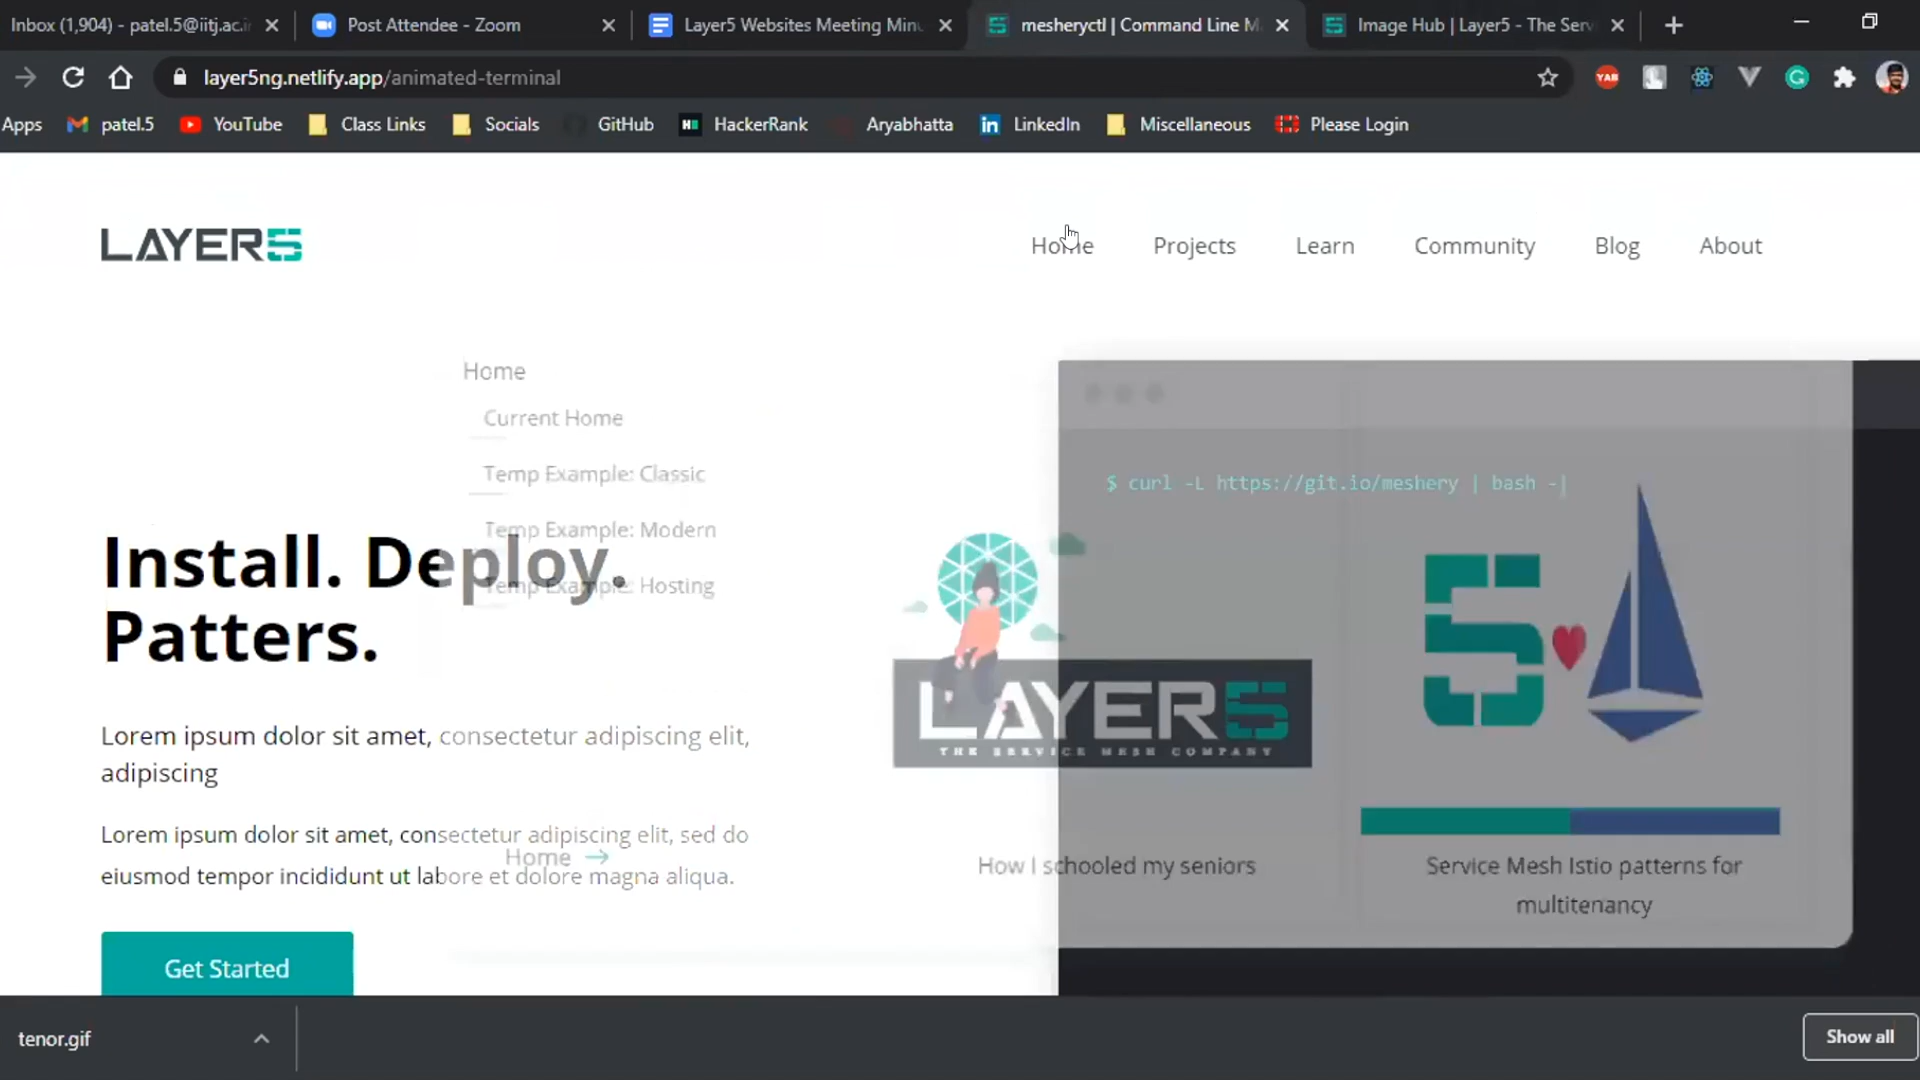 Inbox (1,904) - patel.5@iitj.ac.i
Post Attendee - Zoom
Layer5 Websites Meeting Minu
mesheryctl | Command Line M
Image Hub | Layer5 - The Serv
layer5ng.netlify.app/animated-terminal
YAB
Apps
patel.5
YouTube
Class Links
Socials
GitHub
HackerRank
Aryabhatta
LinkedIn
Miscellaneous
Please Login
LAYER5
Home
Projects
Learn
Community
Blog
About
Home
Current Home
Temp Example: Classic
Temp Example: Modern
Temp Example: Hosting
Home →
Install. Deploy.
Patters.
Lorem ipsum dolor sit amet, consectetur adipiscing elit,
adipiscing
Lorem ipsum dolor sit amet, consectetur adipiscing elit, sed do
eiusmod tempor incididunt ut labore et dolore magna aliqua.
Get Started
$ curl -L https://git.io/meshery | bash -|
LAYER5
THE SERVICE MESH COMPANY
How I schooled my seniors
5
Service Mesh Istio patterns for
multitenancy
tenor.gif
Show all